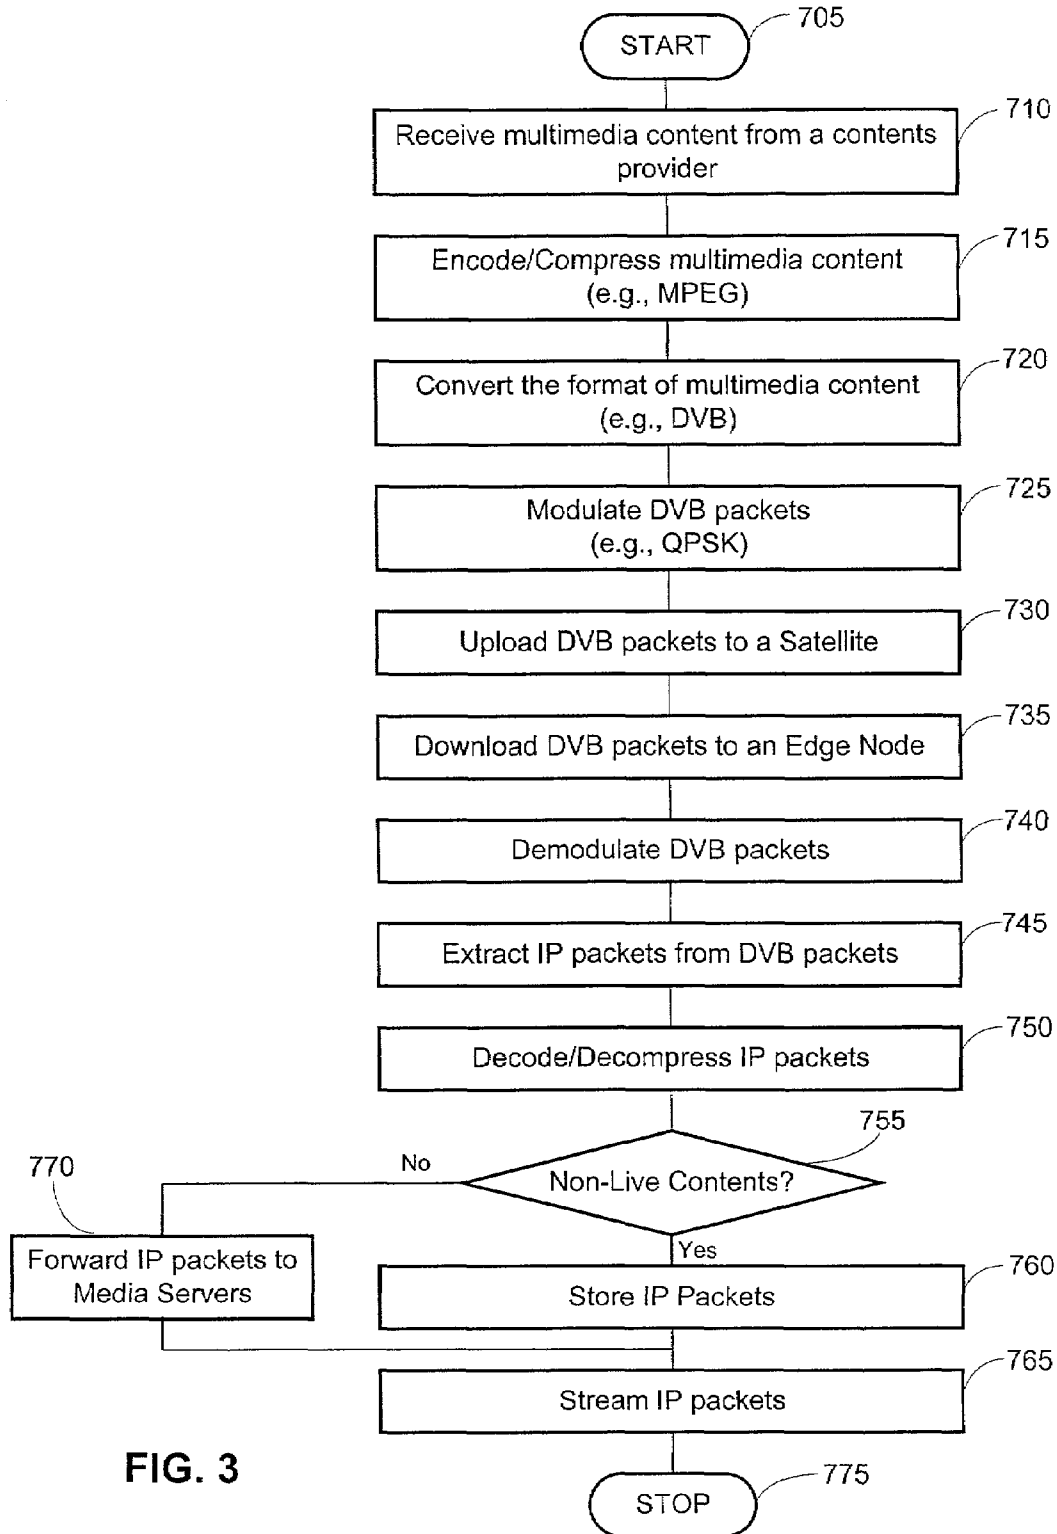 START
705
Receive multimedia content from a contents
provider
710
Encode/Compress multimedia content
(e.g., MPEG)
715
Convert the format of multimedia content
(e.g., DVB)
720
Modulate DVB packets
(e.g., QPSK)
725
Upload DVB packets to a Satellite
730
Download DVB packets to an Edge Node
735
Demodulate DVB packets
740
Extract IP packets from DVB packets
745
Decode/Decompress IP packets
750
Non-Live Contents?
755
No
770
Forward IP packets to
Media Servers
Yes
Store IP Packets
760
Stream IP packets
765
FIG. 3
STOP
775